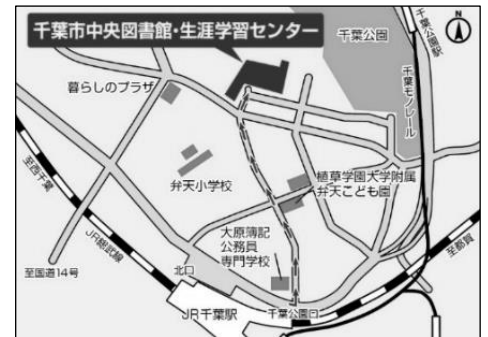 千葉市中央図書館・生涯学習センター
N
千葉公園
千葉公園駅
千葉モノレール
暮らしのプラザ
弁天小学校
植草学園大学附属
弁天こども園
至西千葉
JR総武線
大原簿記
公務員
専門学校
至都賀
至国道14号
北口
JR千葉駅
千葉公園口